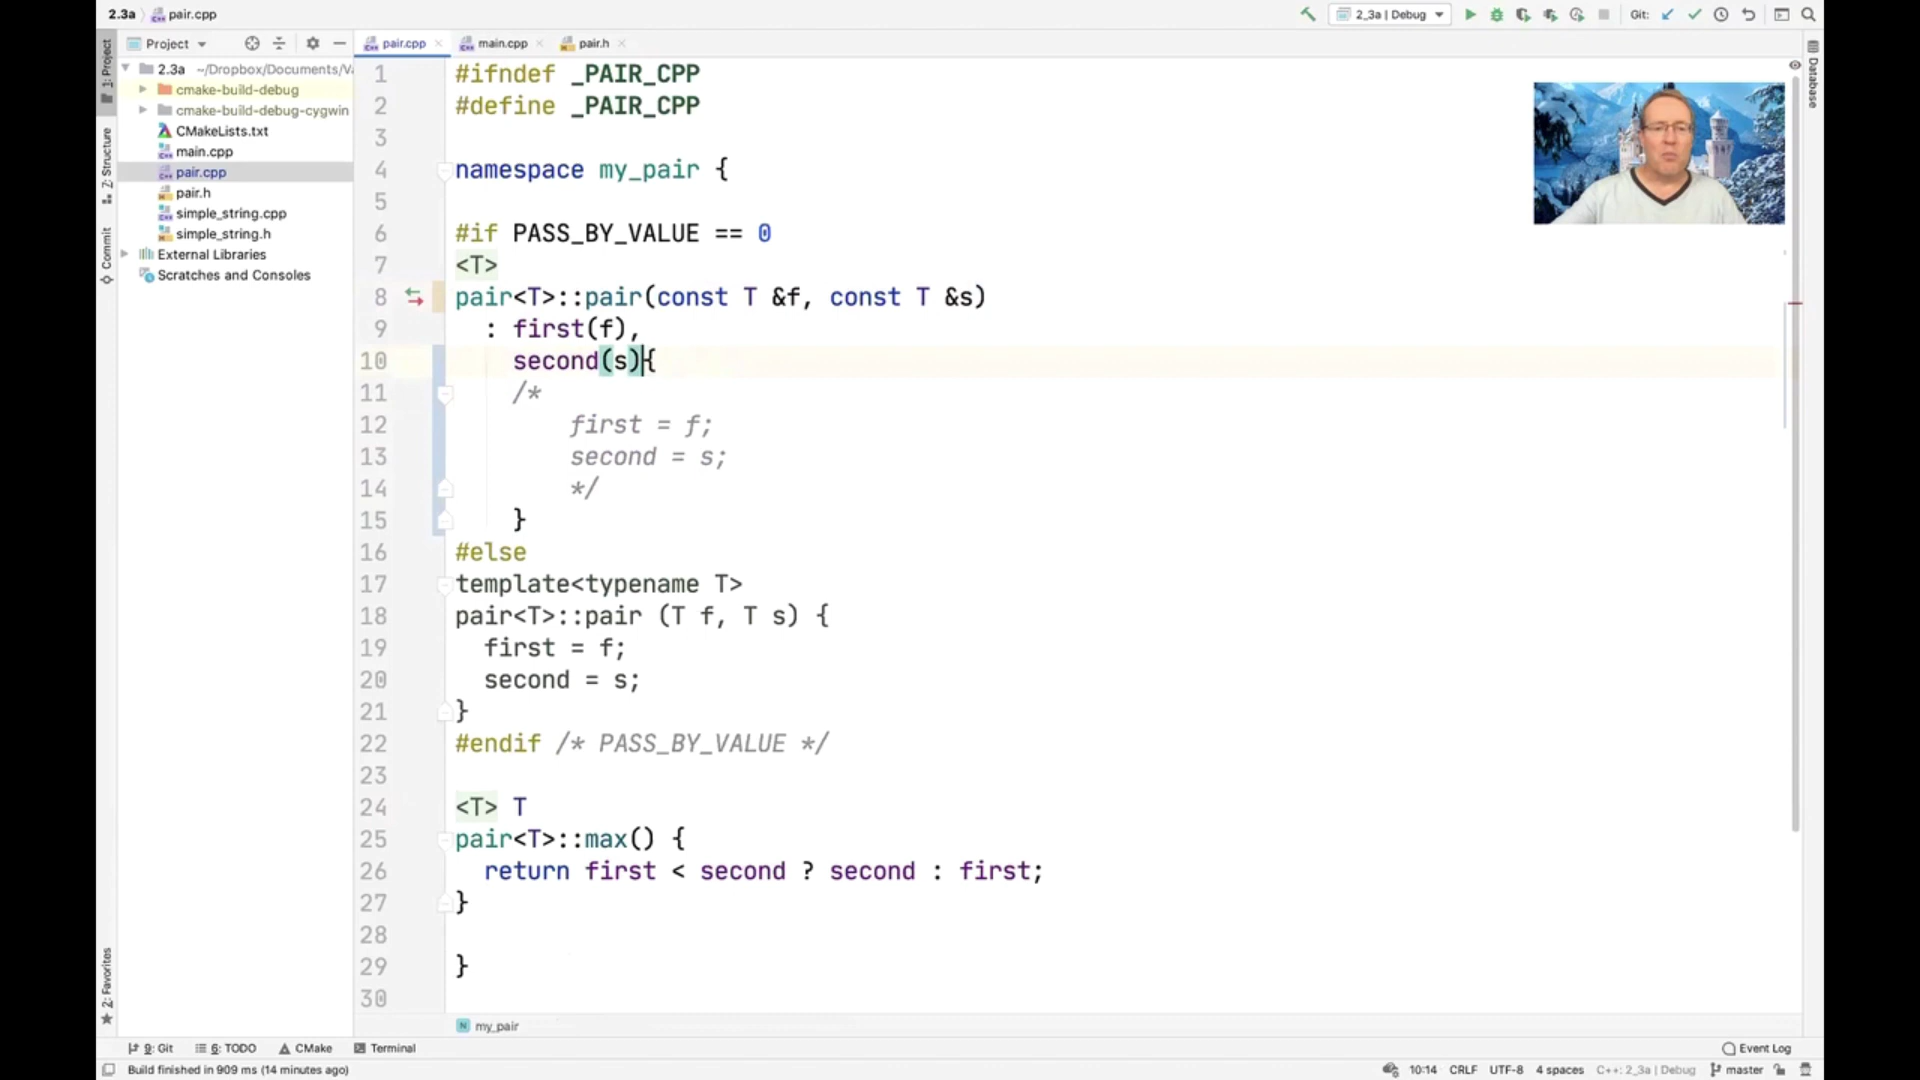 2.3a pair.cpp
2_3a | Debug
Git:
1: Project
Project
pair.cpp
main.cpp
pair.h
2.3a ~/Dropbox/Documents/Va
cmake-build-debug
cmake-build-debug-cygwin
CMakeLists.txt
main.cpp
pair.cpp
pair.h
simple_string.cpp
simple_string.h
External Libraries
Scratches and Consoles
Z: Structure
Commit
2: Favorites
Database
1 #ifndef _PAIR_CPP
2 #define _PAIR_CPP
3
4 namespace my_pair {
5
6 #if PASS_BY_VALUE == 0
7 <T>
8 pair<T>::pair(const T &f, const T &s)
9 : first(f),
10 second(s){
11 /*
12 first = f;
13 second = s;
14 */
15 }
16 #else
17 template<typename T>
18 pair<T>::pair (T f, T s) {
19 first = f;
20 second = s;
21 }
22 #endif /* PASS_BY_VALUE */
23
24 <T> T
25 pair<T>::max() {
26 return first < second ? second : first;
27 }
28
29 }
30
N my_pair
9: Git
6: TODO
CMake
Terminal
Event Log
Build finished in 909 ms (14 minutes ago)
10:14 CRLF UTF-8 4 spaces C++: 2_3a | Debug master